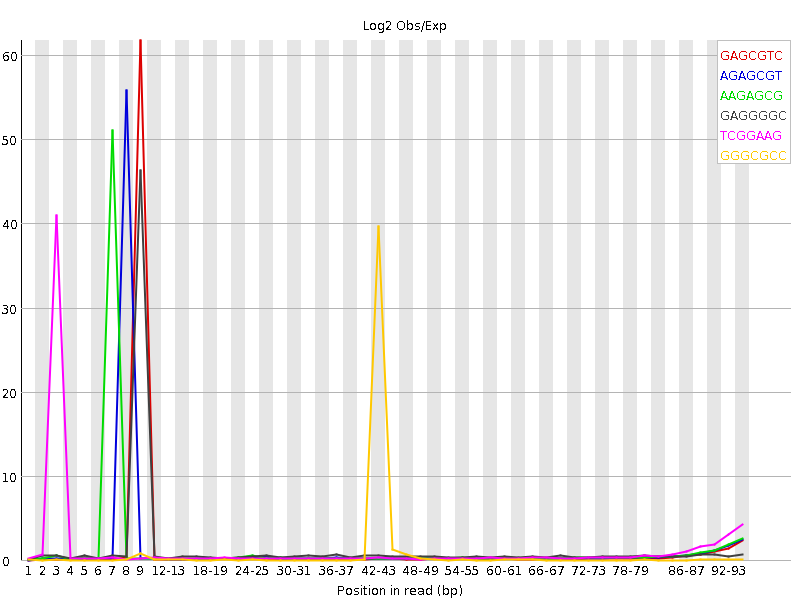 Log2 Obs/Exp
GAGCGTC
AGAGCGT
AAGAGCG
GAGGGGC
TCGGAAG
GGGCGCC
60
50
40
30
20
10
0
1 2 3 4 5 6 7 8 9 12-13 18-19 24-25 30-31 36-37 42-43 48-49 54-55 60-61 66-67 72-73 78-79 86-87 92-93
Position in read (bp)